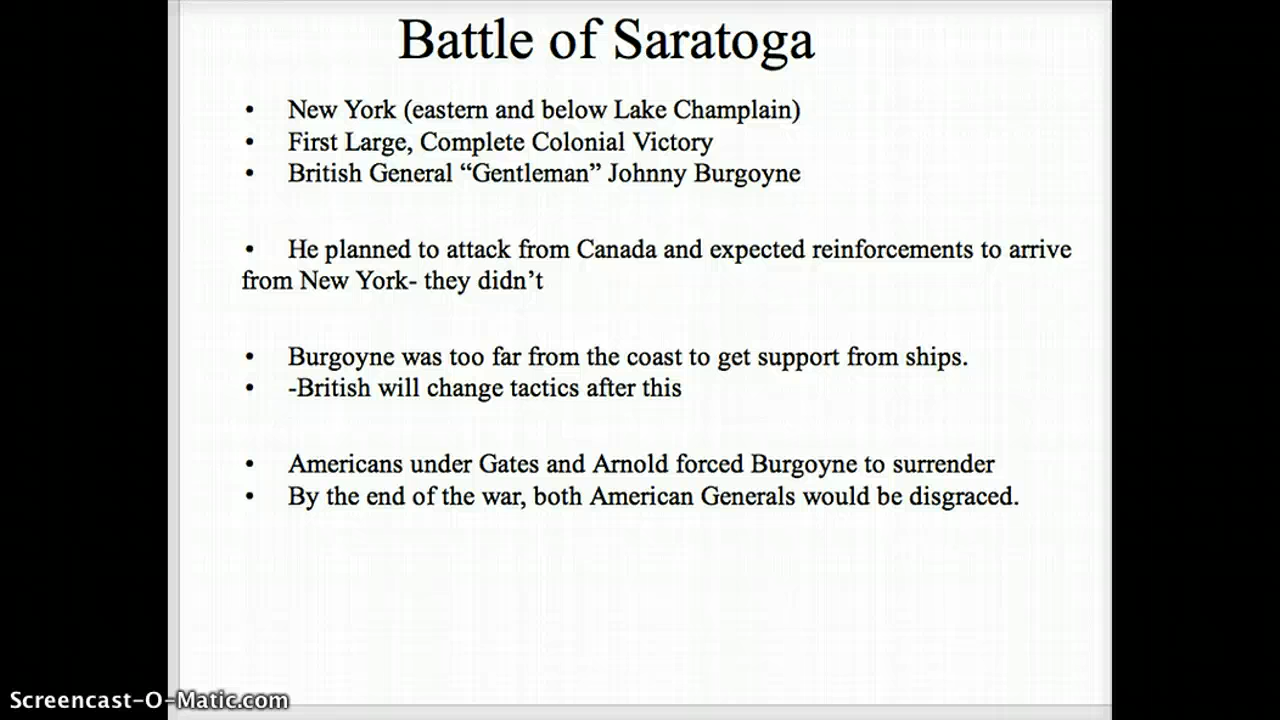 Battle of Saratoga
• New York (eastern and below Lake Champlain)
• First Large, Complete Colonial Victory
• British General “Gentleman” Johnny Burgoyne
• He planned to attack from Canada and expected reinforcements to arrive
from New York- they didn’t
• Burgoyne was too far from the coast to get support from ships.
• -British will change tactics after this
• Americans under Gates and Arnold forced Burgoyne to surrender
• By the end of the war, both American Generals would be disgraced.
Screencast-O-Matic.com